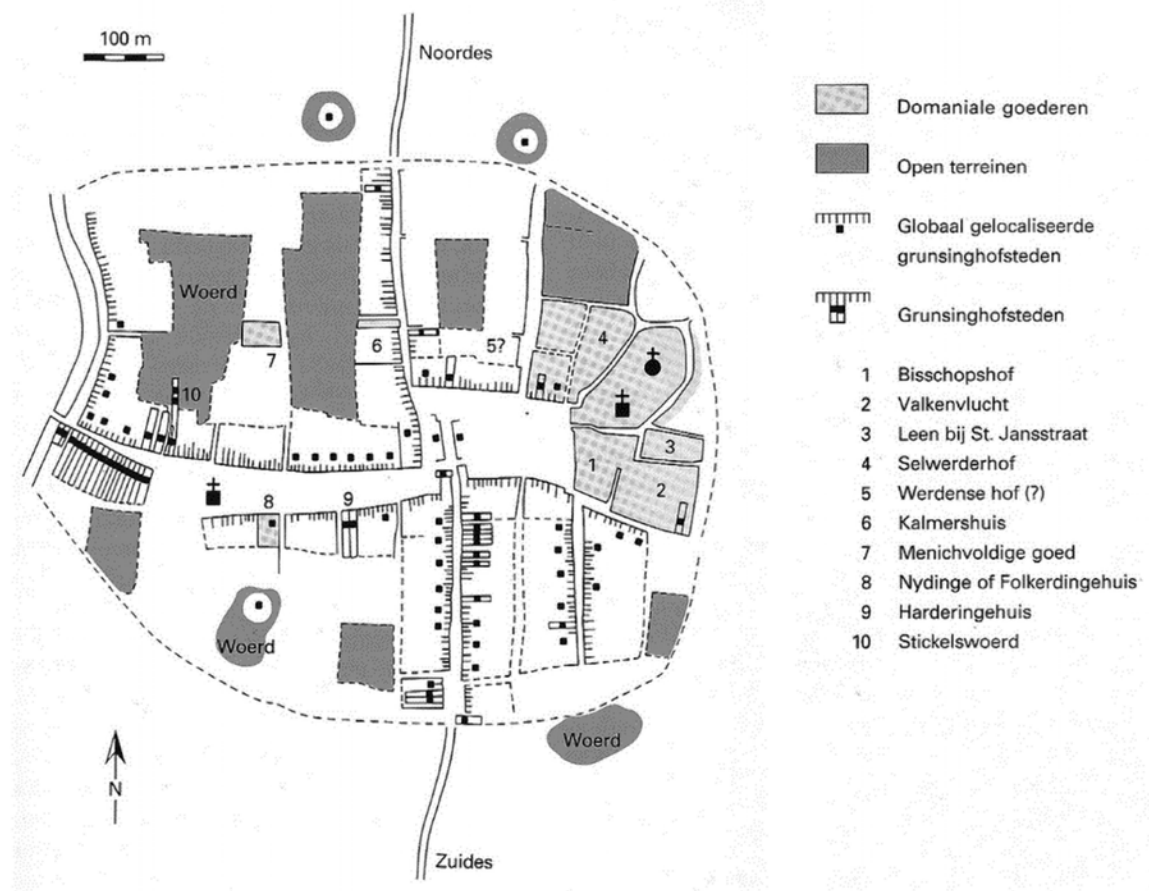 100 m
Noordes
Woerd
7
6
5?
4
10
3
1
2
8
9
Woerd
Woerd
N
Zuides
Domaniale goederen
Open terreinen
Globaal gelocaliseerde
grunsinghofsteden
Grunsinghofsteden
1 Bisschopshof
2 Valkenvlucht
3 Leen bij St. Jansstraat
4 Selwerderhof
5 Werdense hof (?)
6 Kalmershuis
7 Menichvoldige goed
8 Nydinge of Folkerdingehuis
9 Harderingehuis
10 Stickelswoerd